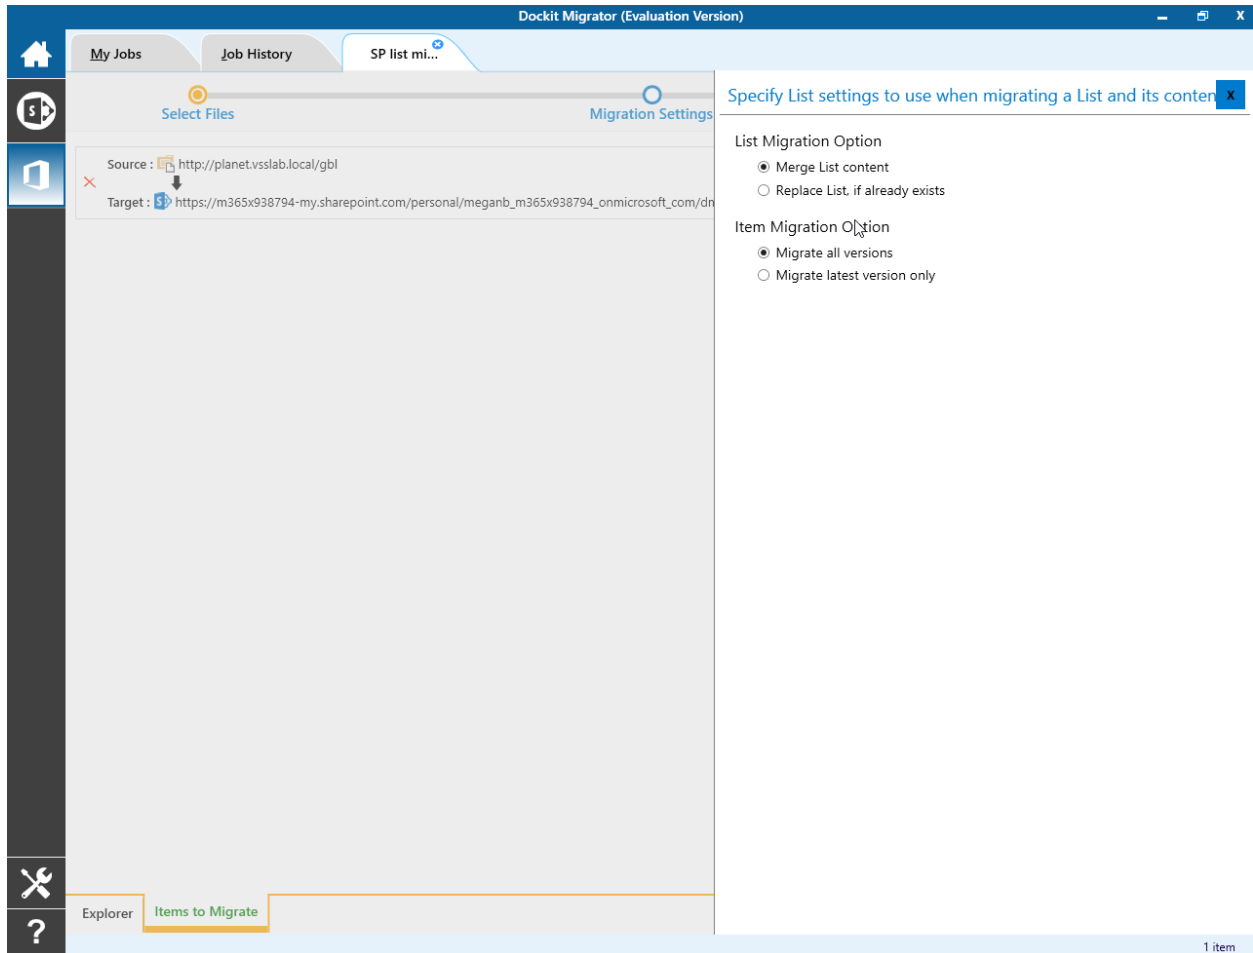 Dockit Migrator (Evaluation Version)
X
My Jobs
Job History
SP list mi...
Select Files
Migration Settings
Specify List settings to use when migrating a List and its conten
X
Source : http://planet.vsslab.local/gbl
Target : https://m365x938794-my.sharepoint.com/personal/meganb_m365x938794_onmicrosoft_com/dn
List Migration Option
Merge List content
Replace List, if already exists
Item Migration Option
Migrate all versions
Migrate latest version only
Explorer
Items to Migrate
?
1 item